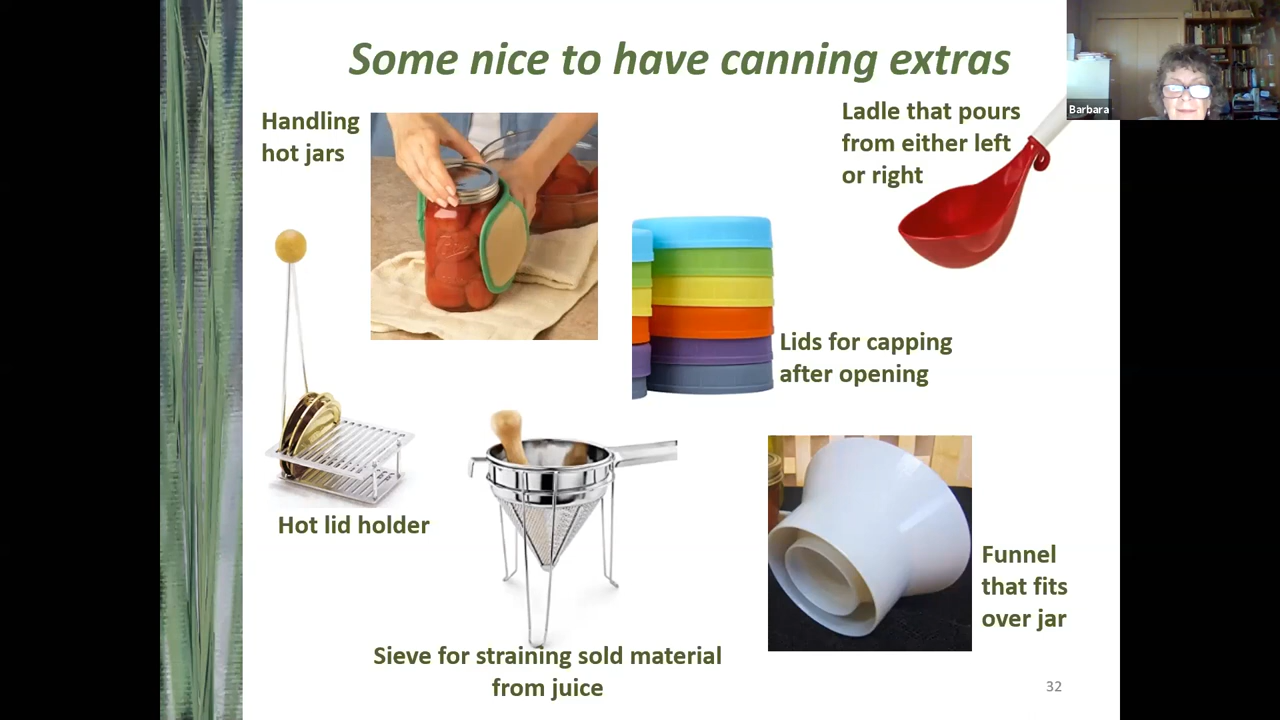 Some nice to have canning extras
Barbara
Handling
hot jars
Ladle that pours
from either left
or right
Lids for capping
after opening
Hot lid holder
Funnel
that fits
over jar
Sieve for straining sold material
from juice
32